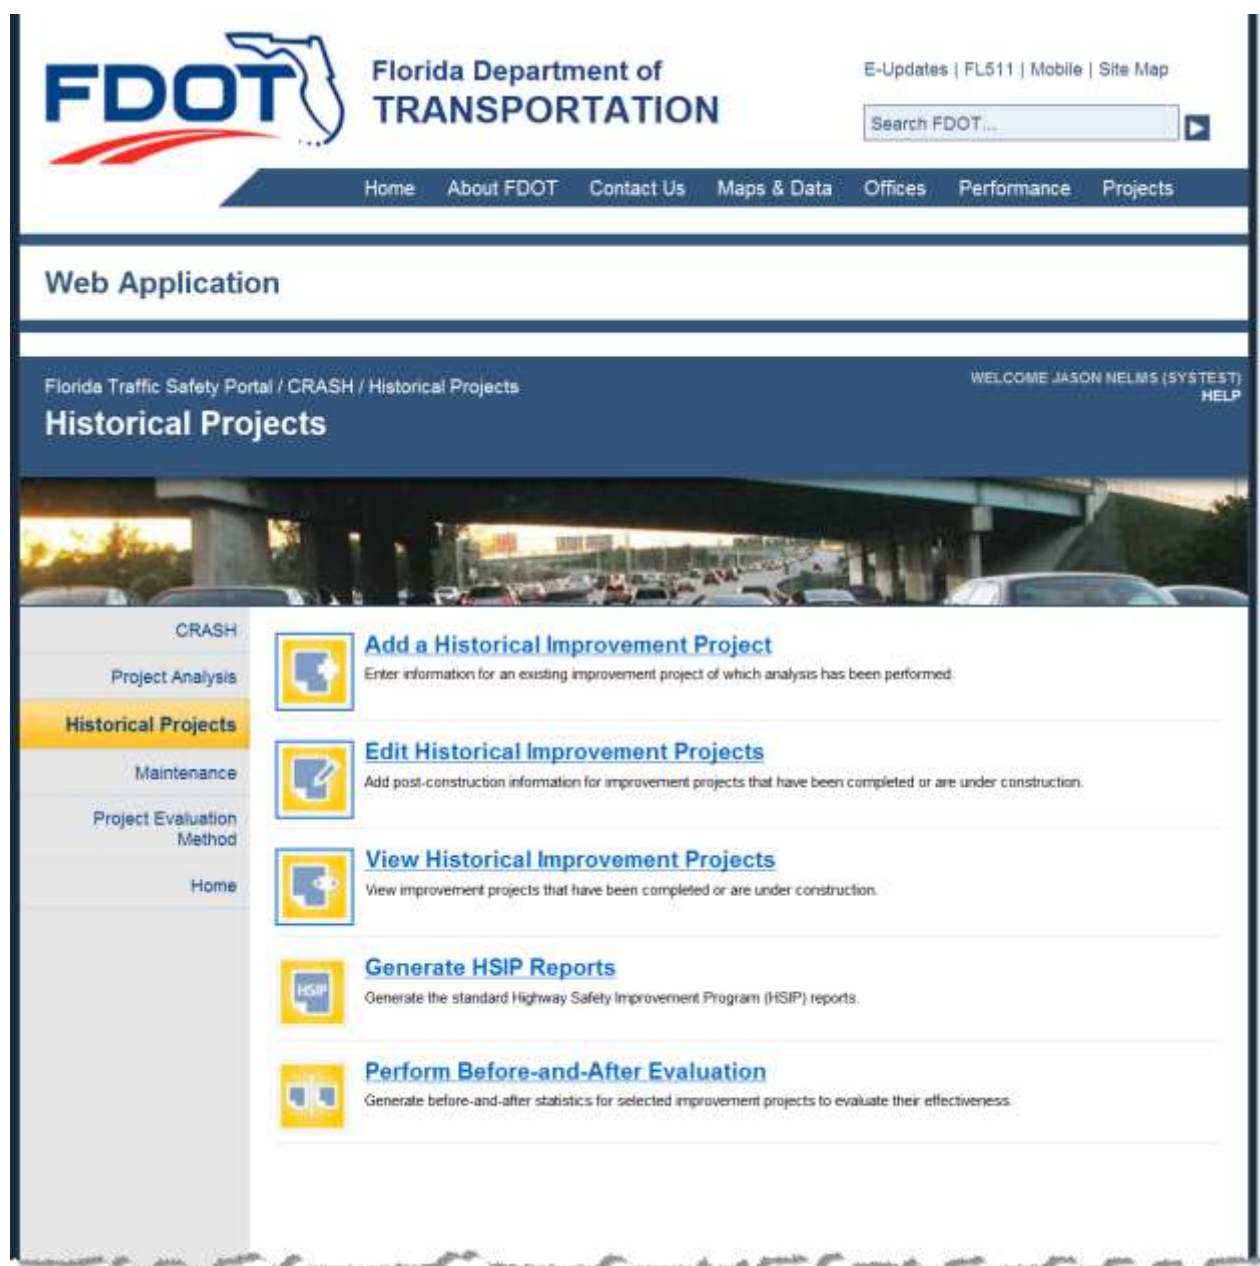 FDOT
Florida Department of
TRANSPORTATION
E-Updates | FL511 | Mobile | Site Map
Search FDOT...
Home About FDOT Contact Us Maps & Data Offices Performance Projects
Web Application
Florida Traffic Safety Portal / CRASH / Historical Projects
WELCOME JASON NELMS (SYSTEST)
HELP
Historical Projects
CRASH
Project Analysis
Historical Projects
Maintenance
Project Evaluation
Method
Home
Add a Historical Improvement Project
Enter information for an existing improvement project of which analysis has been performed.
Edit Historical Improvement Projects
Add post-construction information for improvement projects that have been completed or are under construction.
View Historical Improvement Projects
View improvement projects that have been completed or are under construction.
HSIP
Generate HSIP Reports
Generate the standard Highway Safety Improvement Program (HSIP) reports.
Perform Before-and-After Evaluation
Generate before-and-after statistics for selected improvement projects to evaluate their effectiveness.